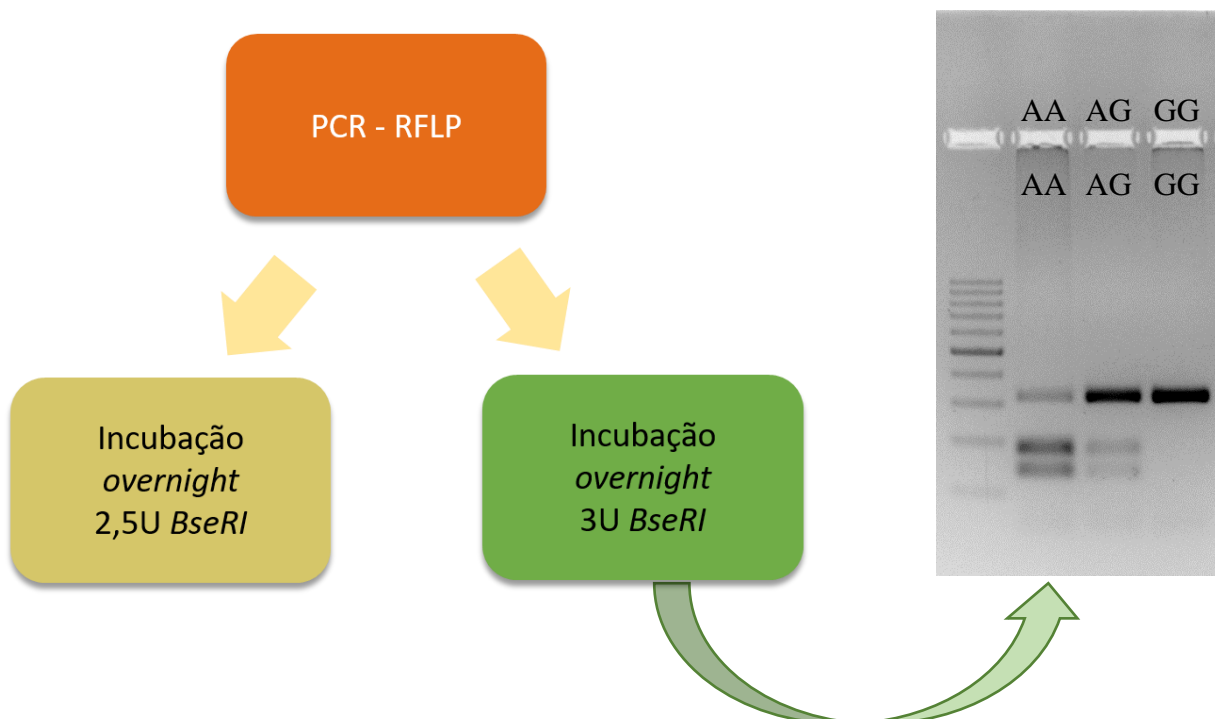 PCR - RFLP
Incubação
overnight
2,5U BseRI
Incubação
overnight
3U BseRI
AA AG GG
AA AG GG